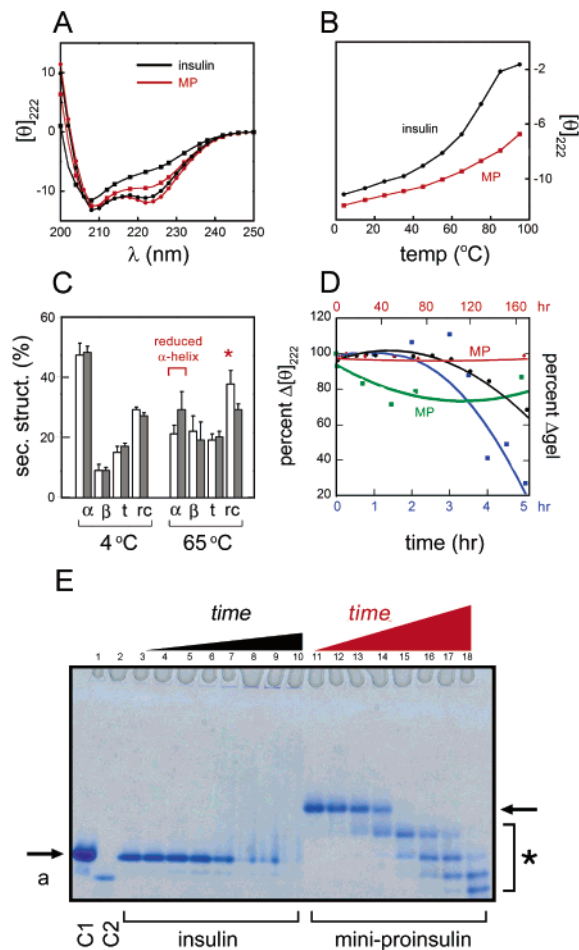 A
B
10
0
-10
[θ]222
insulin
MP
200 210 220 230 240 250
λ (nm)
-2
-6
-10
[θ]222
insulin
MP
0 20 40 60 80 100
temp (°C)
C
D
60
40
20
0
sec. struct. (%)
reduced
α-helix
*
α β t rc α β t rc
4 °C 65 °C
0 40 80 120 160 hr
120
100
80
60
40
20
percent Δ[θ]222
percent Δgel
MP
MP
0 1 2 3 4 5 hr
time (hr)
E
time
time
1 2 3 4 5 6 7 8 9 10 11 12 13 14 15 16 17 18
a
*
C1 C2
insulin mini-proinsulin